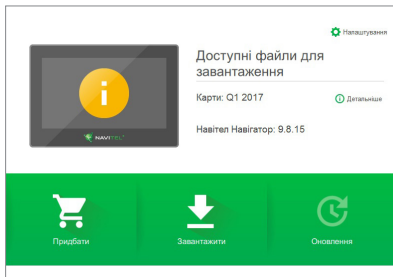 Налаштування
Доступні файли для
завантаження
Карти: Q1 2017
Детальніше
Навітел Навігатор: 9.8.15
NAVITEL
Придбати
Завантажити
Оновлення